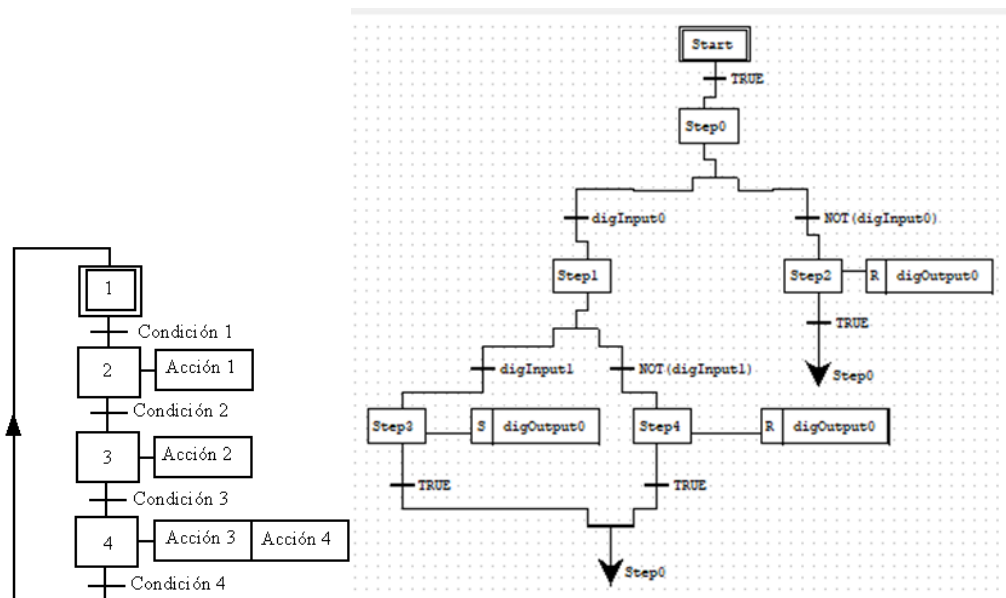 1
Condición 1
2
Acción 1
Condición 2
3
Acción 2
Condición 3
4
Acción 3
Acción 4
Condición 4
Start
TRUE
Step0
digInput0
NOT(digInput0)
Step1
Step2
R digOutput0
TRUE
Step0
digInput1
NOT(digInput1)
Step3
S digOutput0
Step4
R digOutput0
TRUE
TRUE
Step0